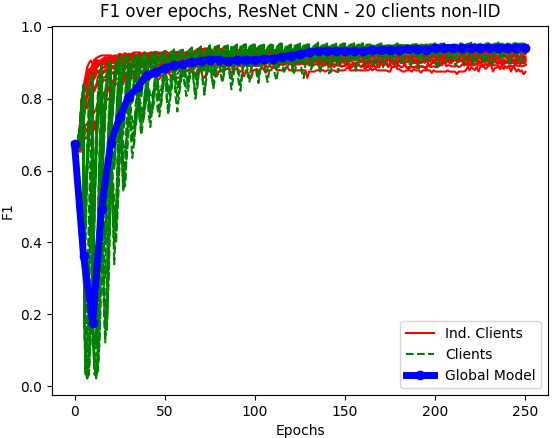 F1 over epochs, ResNet CNN - 20 clients non-IID
1.0
0.8
0.6
0.4
0.2
0.0
F1
0
50
100
150
200
250
Epochs
Ind. Clients
Clients
Global Model